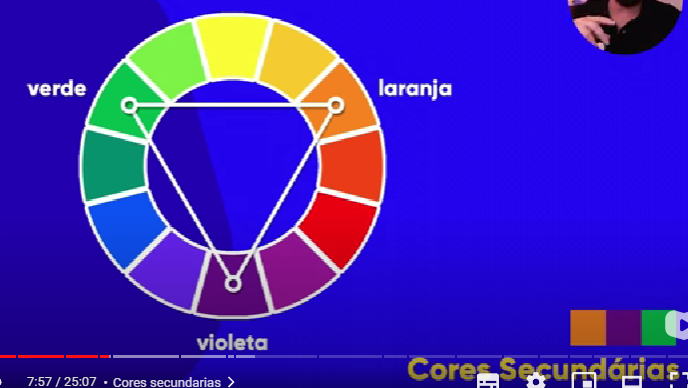 verde
laranja
violeta
Cores Secundárias
7:57 / 25:07 • Cores secundarias